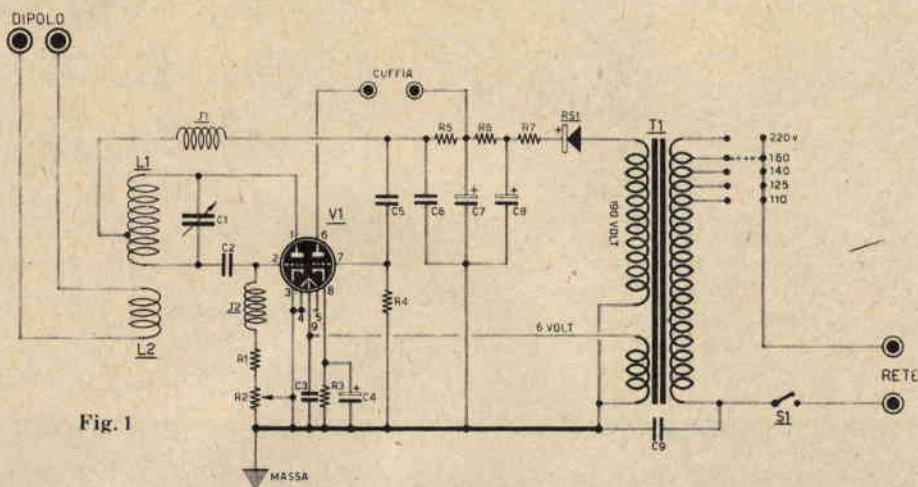 DIPOLO
CUFFIA
J1
R5
R6
R7
RS1
T1
220 v
160
140
125
110
L1
C1
V1
C5
C6
C7
C8
190 VOLT
C2
1
6
2
7
3
8
4
5
9
J2
R4
6 VOLT
L2
R1
R2
C3
R3
C4
RETE
S1
Fig. 1
C9
MASSA